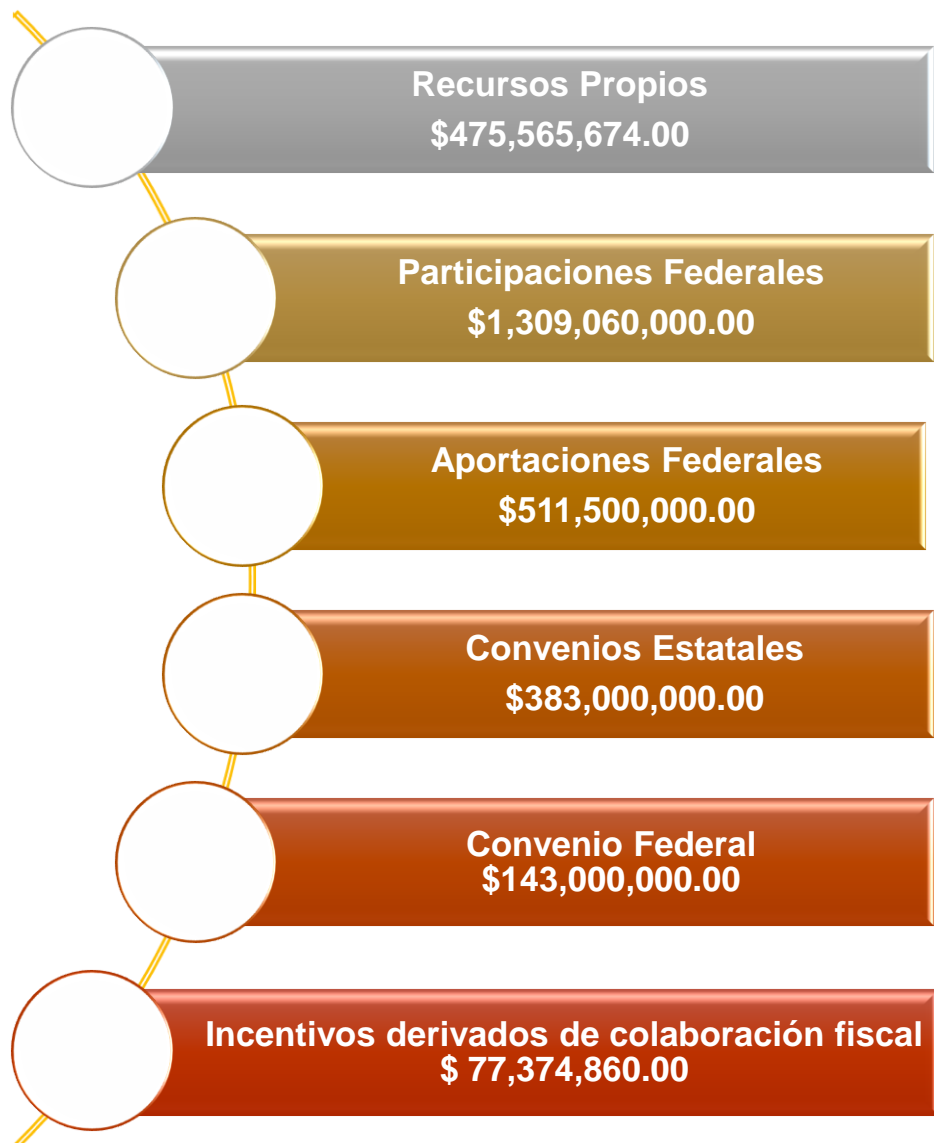 Recursos Propios
$475,565,674.00
Participaciones Federales
$1,309,060,000.00
Aportaciones Federales
$511,500,000.00
Convenios Estatales
$383,000,000.00
Convenio Federal
$143,000,000.00
Incentivos derivados de colaboración fiscal
$ 77,374,860.00